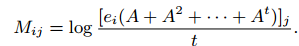 M_{ij} = \log \frac{[e_i(A + A^2 + \cdots + A^t)]_j}{t}.